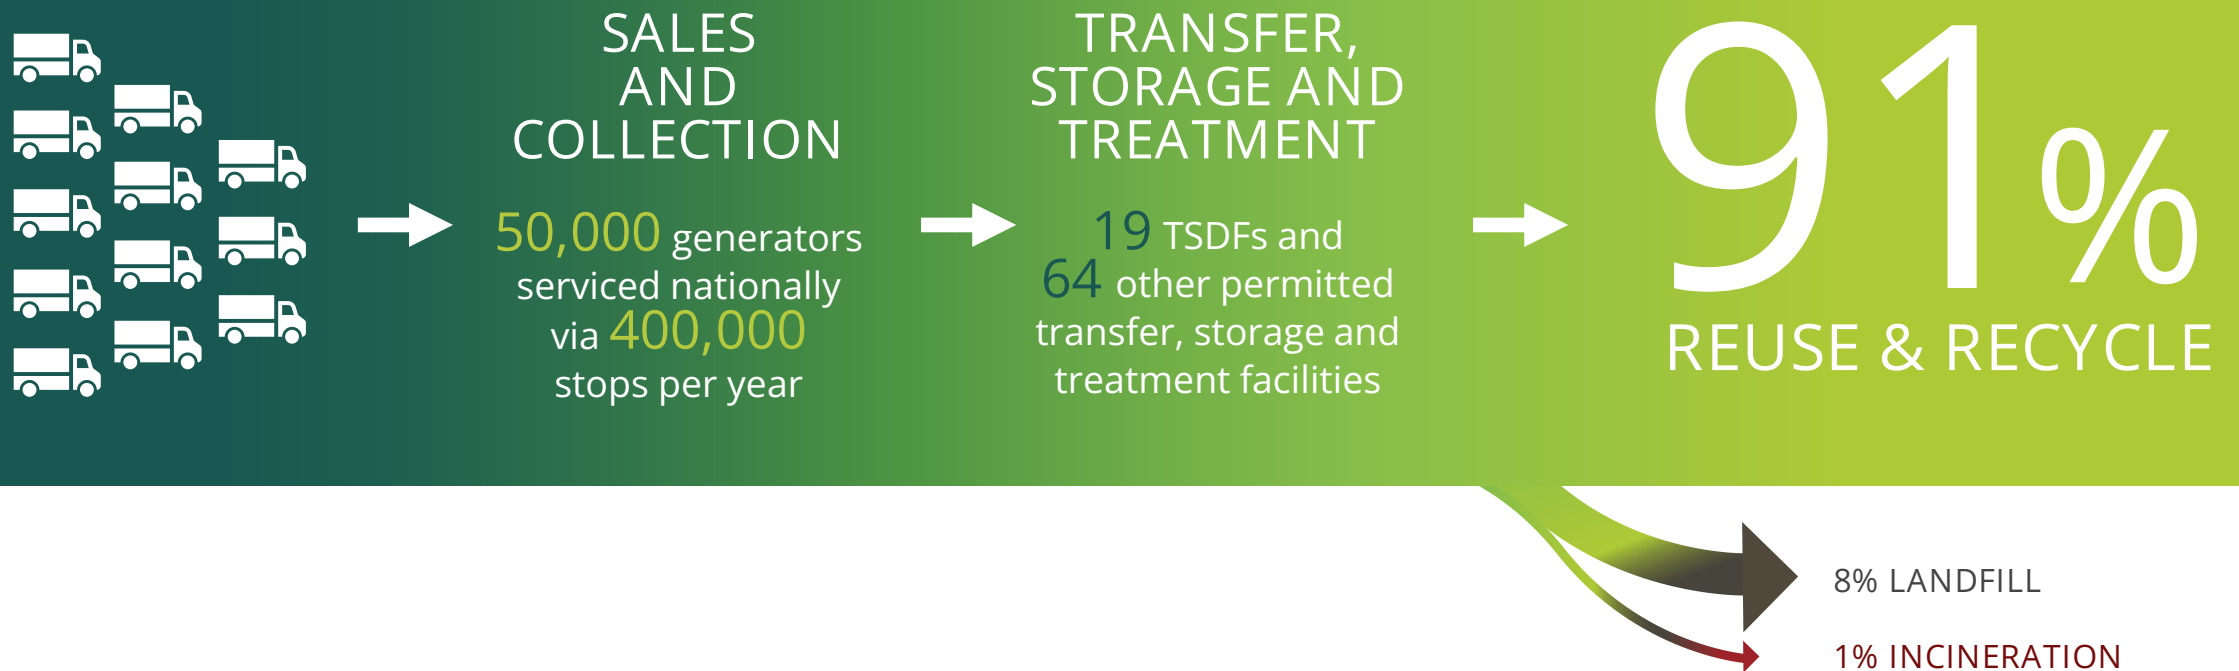 SALES
AND
COLLECTION
50,000 generators
serviced nationally
via 400,000
stops per year
TRANSFER,
STORAGE AND
TREATMENT
19 TSDFs and
64 other permitted
transfer, storage and
treatment facilities
91%
REUSE & RECYCLE
8% LANDFILL
1% INCINERATION